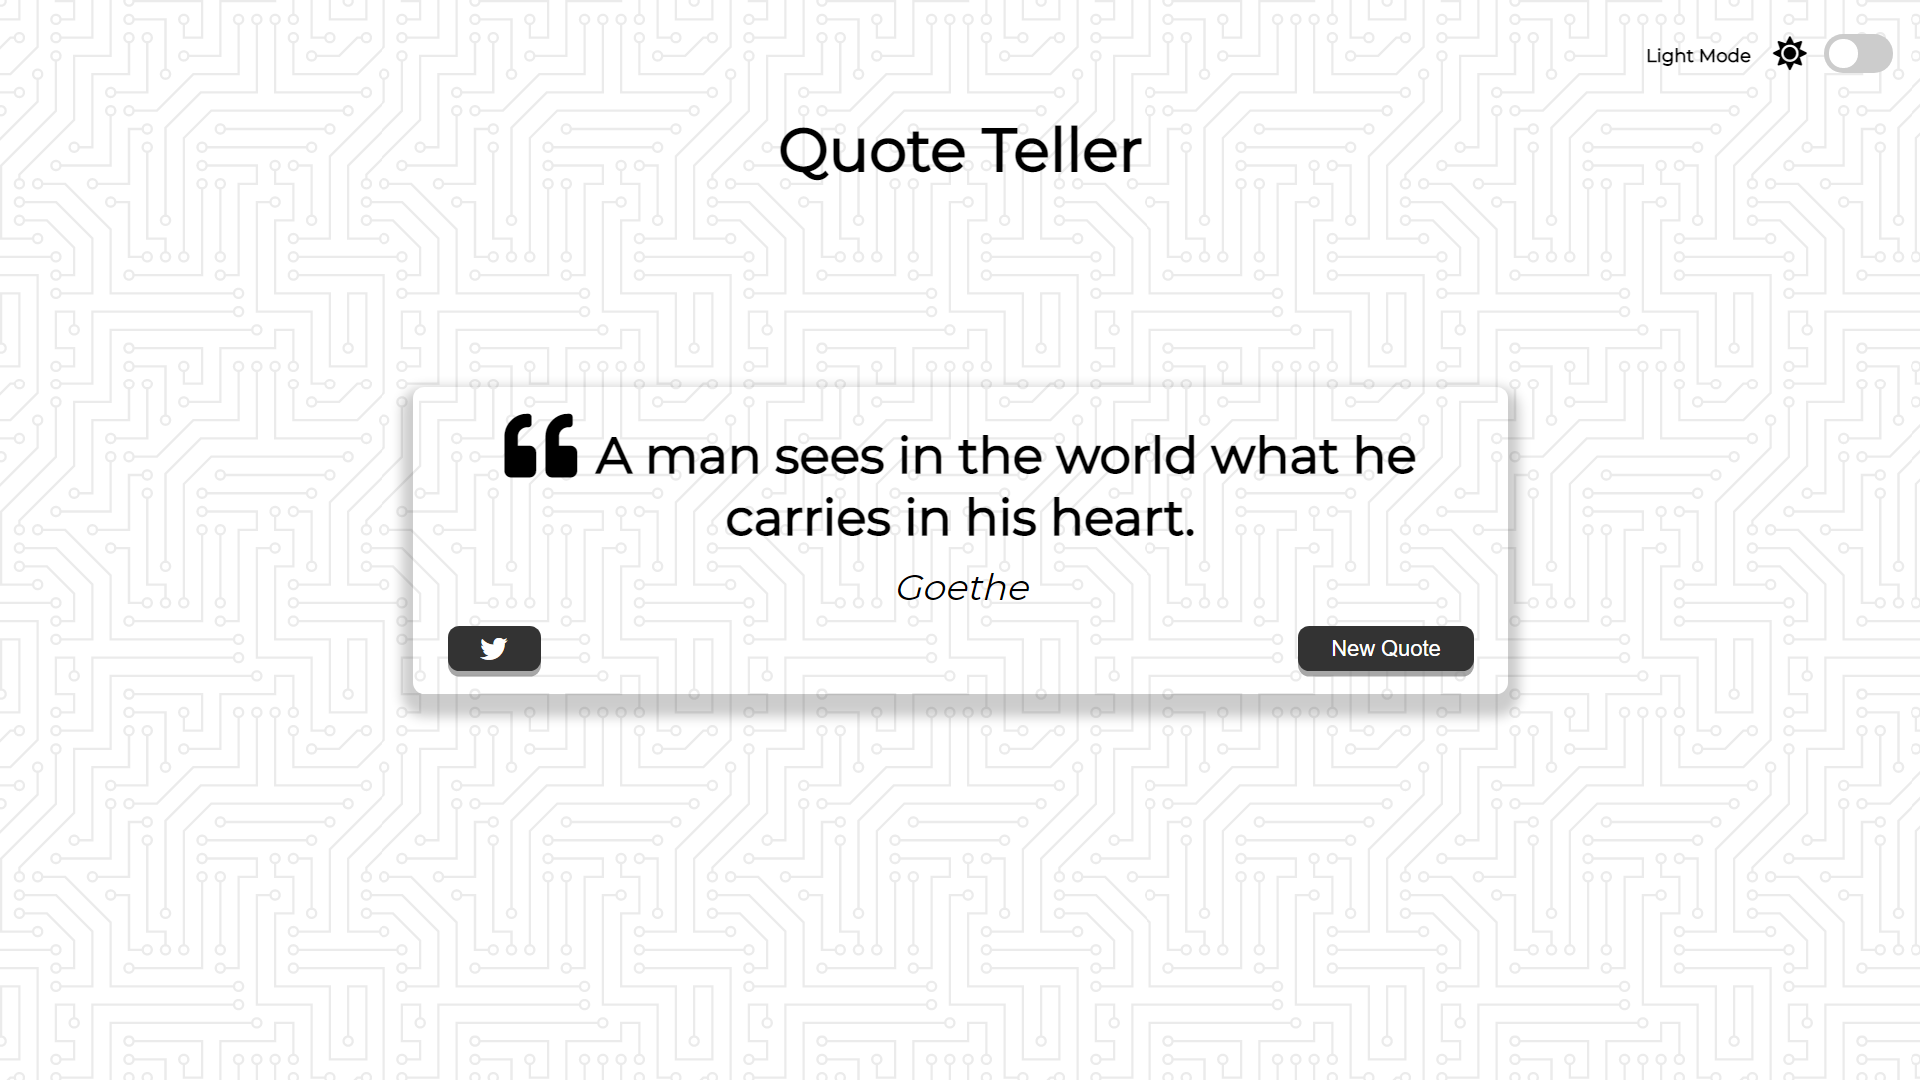 Light Mode
Quote Teller
A man sees in the world what he
carries in his heart.
Goethe
New Quote